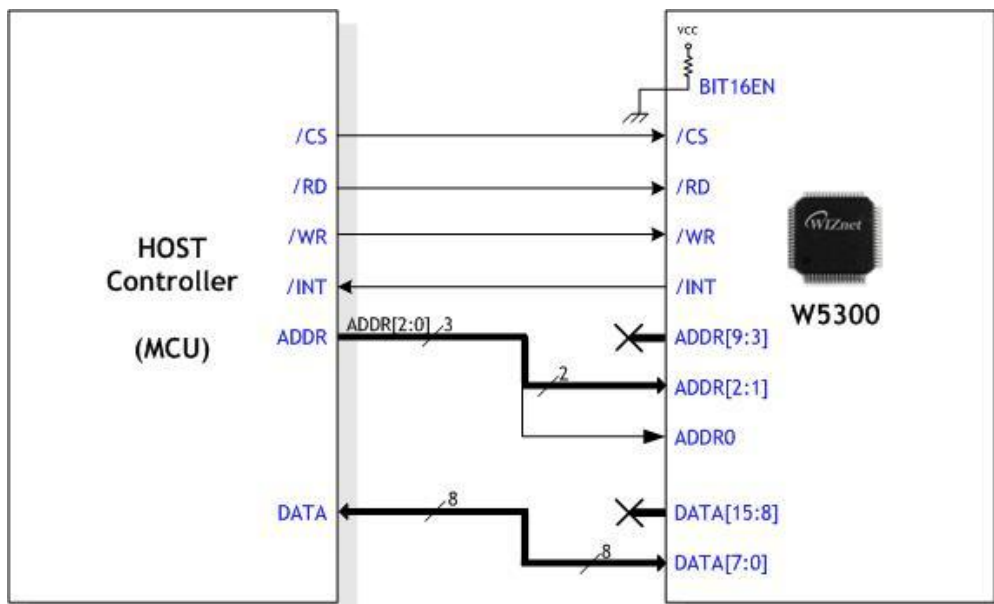 vcc
BIT16EN
/CS
/CS
/RD
/RD
/WR
/WR
HOST
Controller
(MCU)
WIZnet
W5300
/INT
/INT
ADDR
ADDR[2:0]
3
ADDR[9:3]
2
ADDR[2:1]
ADDR0
DATA
8
DATA[15:8]
8
DATA[7:0]